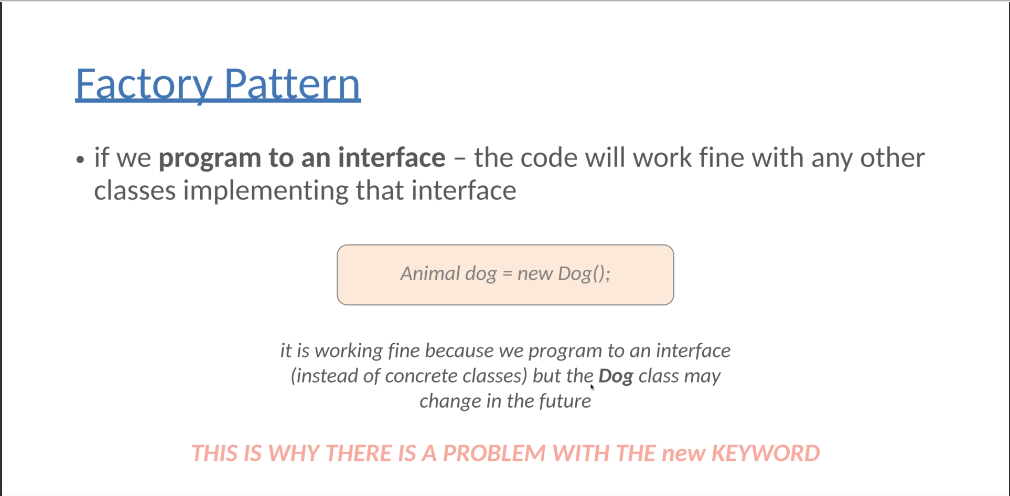 Factory Pattern
• if we program to an interface – the code will work fine with any other
classes implementing that interface
Animal dog = new Dog();
it is working fine because we program to an interface
(instead of concrete classes) but the Dog class may
change in the future
THIS IS WHY THERE IS A PROBLEM WITH THE new KEYWORD